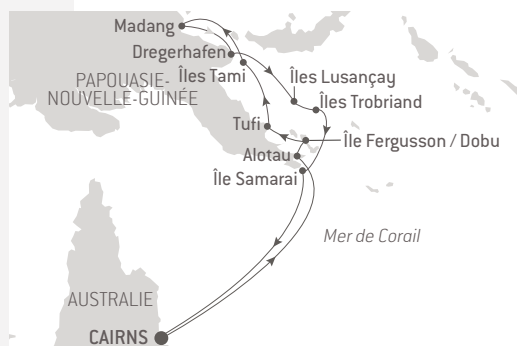 Madang
Dregerhafen
Îles Tami
PAPOUASIE-
NOUVELLE-GUINÉE
Îles Lusançay
Îles Trobriand
Tufi
Île Fergusson / Dobu
Alotau
Île Samarai
Mer de Corail
AUSTRALIE
CAIRNS